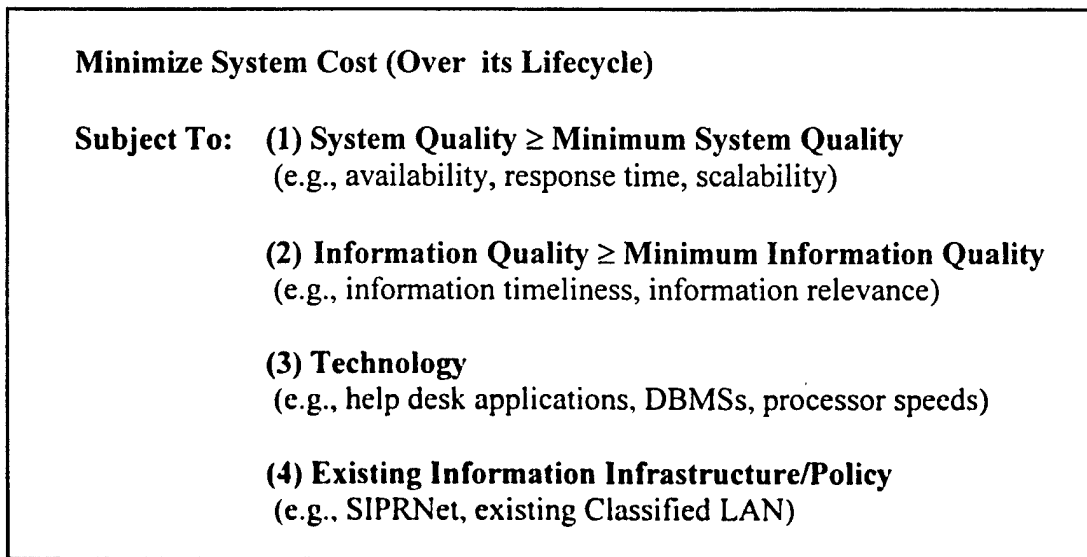 Minimize System Cost (Over its Lifecycle)
Subject To: (1) System Quality ≥ Minimum System Quality
(e.g., availability, response time, scalability)
(2) Information Quality ≥ Minimum Information Quality
(e.g., information timeliness, information relevance)
(3) Technology
(e.g., help desk applications, DBMSs, processor speeds)
(4) Existing Information Infrastructure/Policy
(e.g., SIPRNet, existing Classified LAN)